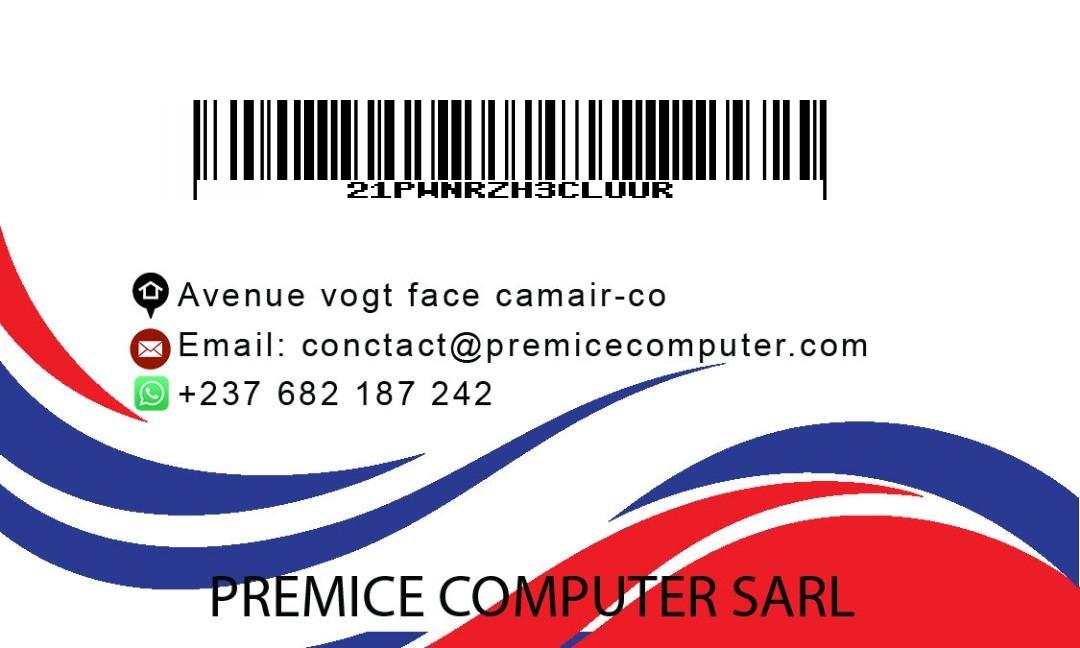 21PWNRZH3CLUUR
Avenue vogt face camair-co
Email: conctact@premicecomputer.com
+237 682 187 242
PREMICE COMPUTER SARL